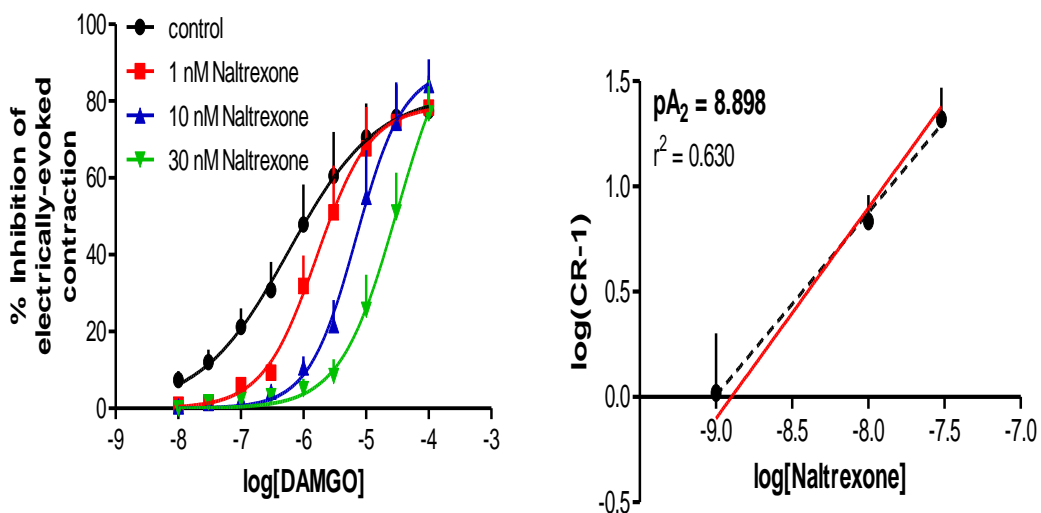 % Inhibition of
electrically-evoked
contraction
100
80
60
40
20
0
control
1 nM Naltrexone
10 nM Naltrexone
30 nM Naltrexone
-9 -8 -7 -6 -5 -4 -3
log[DAMGO]
log(CR-1)
1.5
1.0
0.5
0.0
-0.5
pA2 = 8.898
r2 = 0.630
-9.0 -8.5 -8.0 -7.5 -7.0
log[Naltrexone]